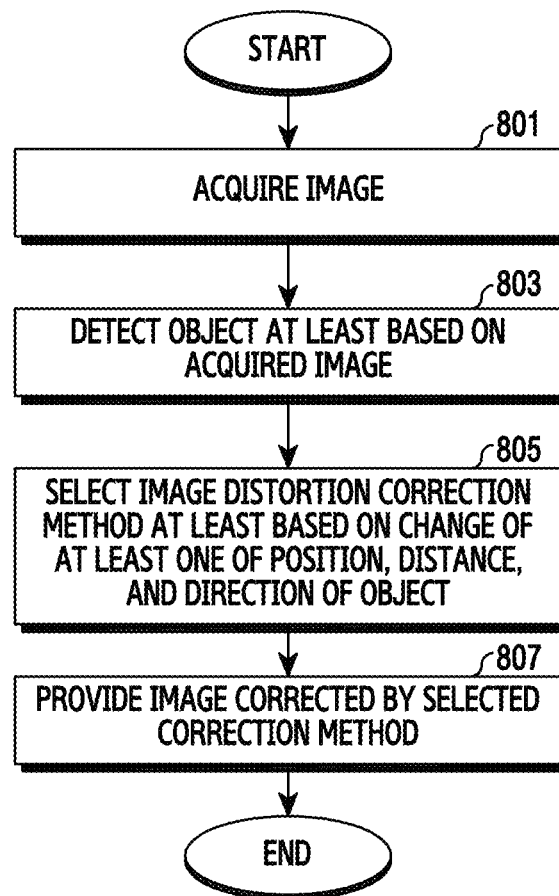 START
801
ACQUIRE IMAGE
803
DETECT OBJECT AT LEAST BASED ON
ACQUIRED IMAGE
805
SELECT IMAGE DISTORTION CORRECTION
METHOD AT LEAST BASED ON CHANGE OF
AT LEAST ONE OF POSITION, DISTANCE,
AND DIRECTION OF OBJECT
807
PROVIDE IMAGE CORRECTED BY SELECTED
CORRECTION METHOD
END